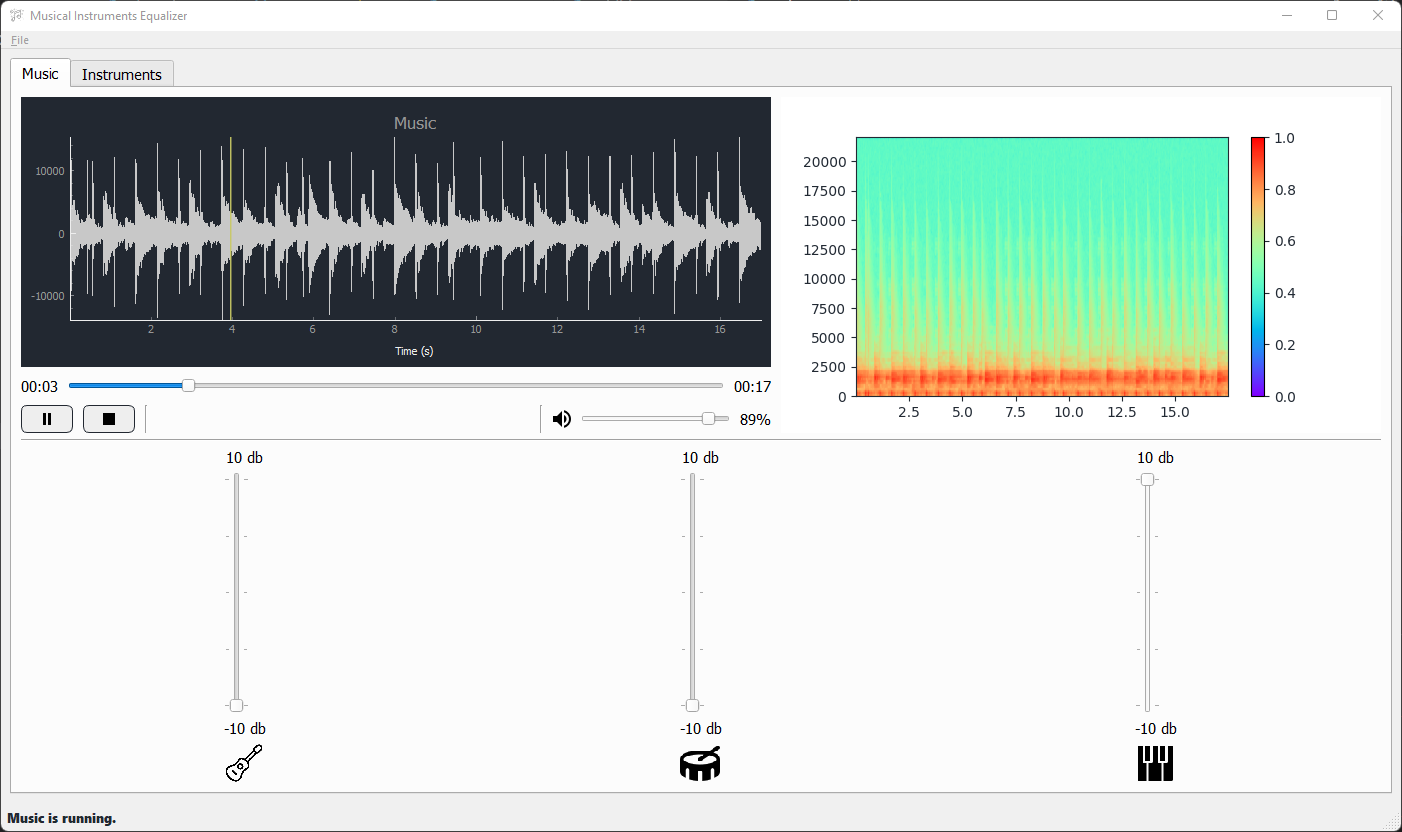 Musical Instruments Equalizer
File
Music Instruments
Music
10000
0
-10000
2 4 6 8 10 12 14 16
Time (s)
20000
17500
15000
12500
10000
7500
5000
2500
0
2.5 5.0 7.5 10.0 12.5 15.0
1.0
0.8
0.6
0.4
0.2
0.0
00:03 00:17
89%
10 db 10 db 10 db
-10 db -10 db -10 db
Music is running.